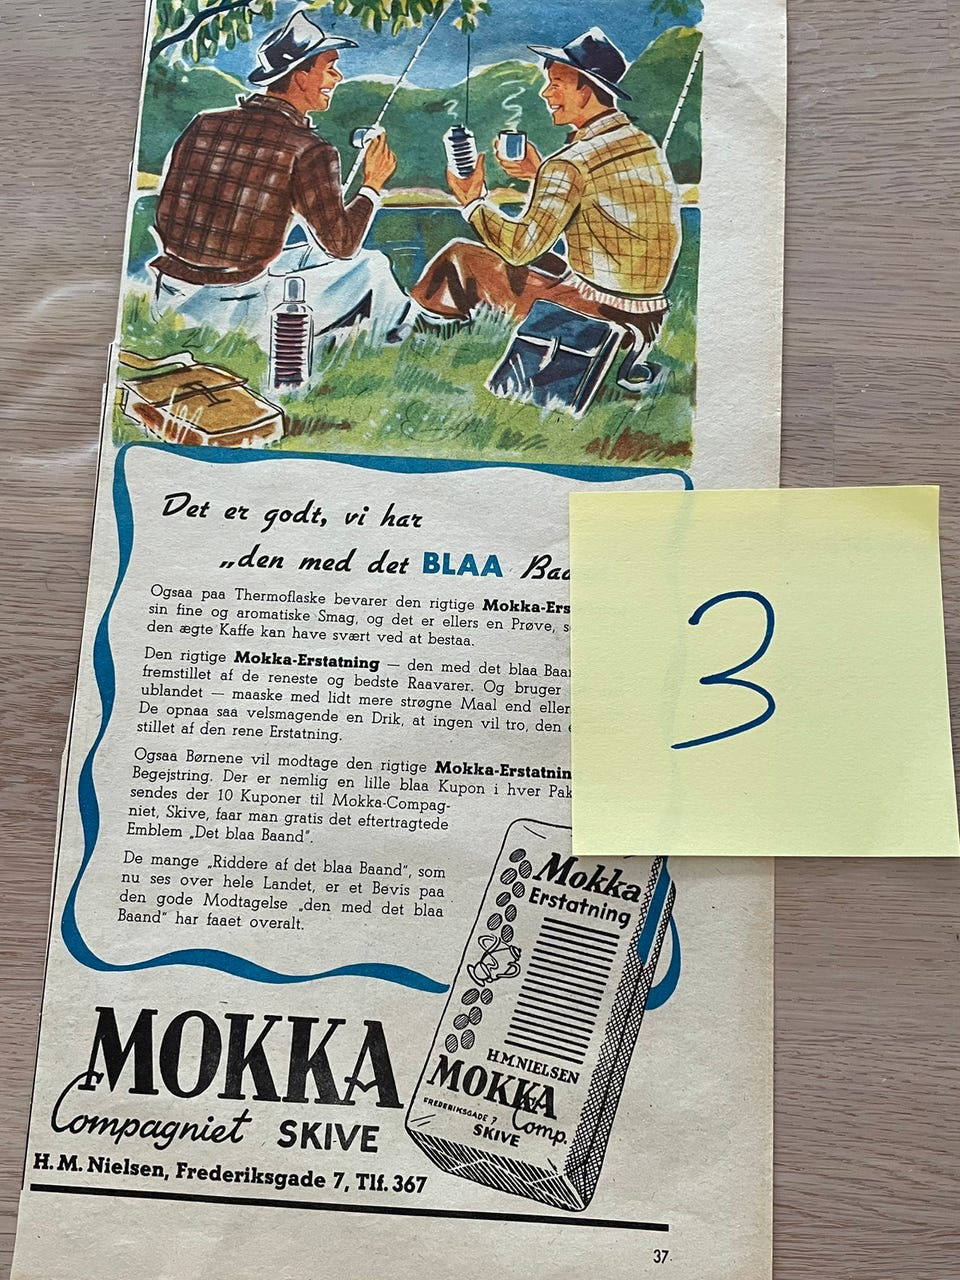 Det er godt, vi har
„den med det BLAA
Ogsaa paa Thermoflaske bevarer den rigtige
sin fine og aromatiske Smag, og det er ellers en Prøve,
den ægte Kaffe kan have svært ved at bestaa.
Den rigtige Mokka-Erstatning — den med det blaa
fremstillet af de reneste og bedste Raavarer. Og bruger
ublandet — maaske med lidt mere strøgne Maal end
De opnaa saa velsmagende en Drik, at ingen vil tro, den
stillet af den rene Erstatning.
Ogsaa Børnene vil modtage den rigtige
Begejstring. Der er nemlig en lille blaa Kupon i hver
sendes der 10 Kuponer til Mokka-Compag-
niet, Skive, faar man gratis det eftertragtede
Emblem „Det blaa Baand".
De mange „Riddere af det blaa Baand", som
nu ses over hele Landet, er et Bevis paa
den gode Modtagelse „den med det blaa
Baand" har faaet overalt.
3
Mokka
Erstatning
H.M.NIELSEN
MOKKA
Comp.
FREDERIKSGADE 7
SKIVE
MOKKA
Compagniet SKIVE
H. M. Nielsen, Frederiksgade 7, Tlf. 367
37